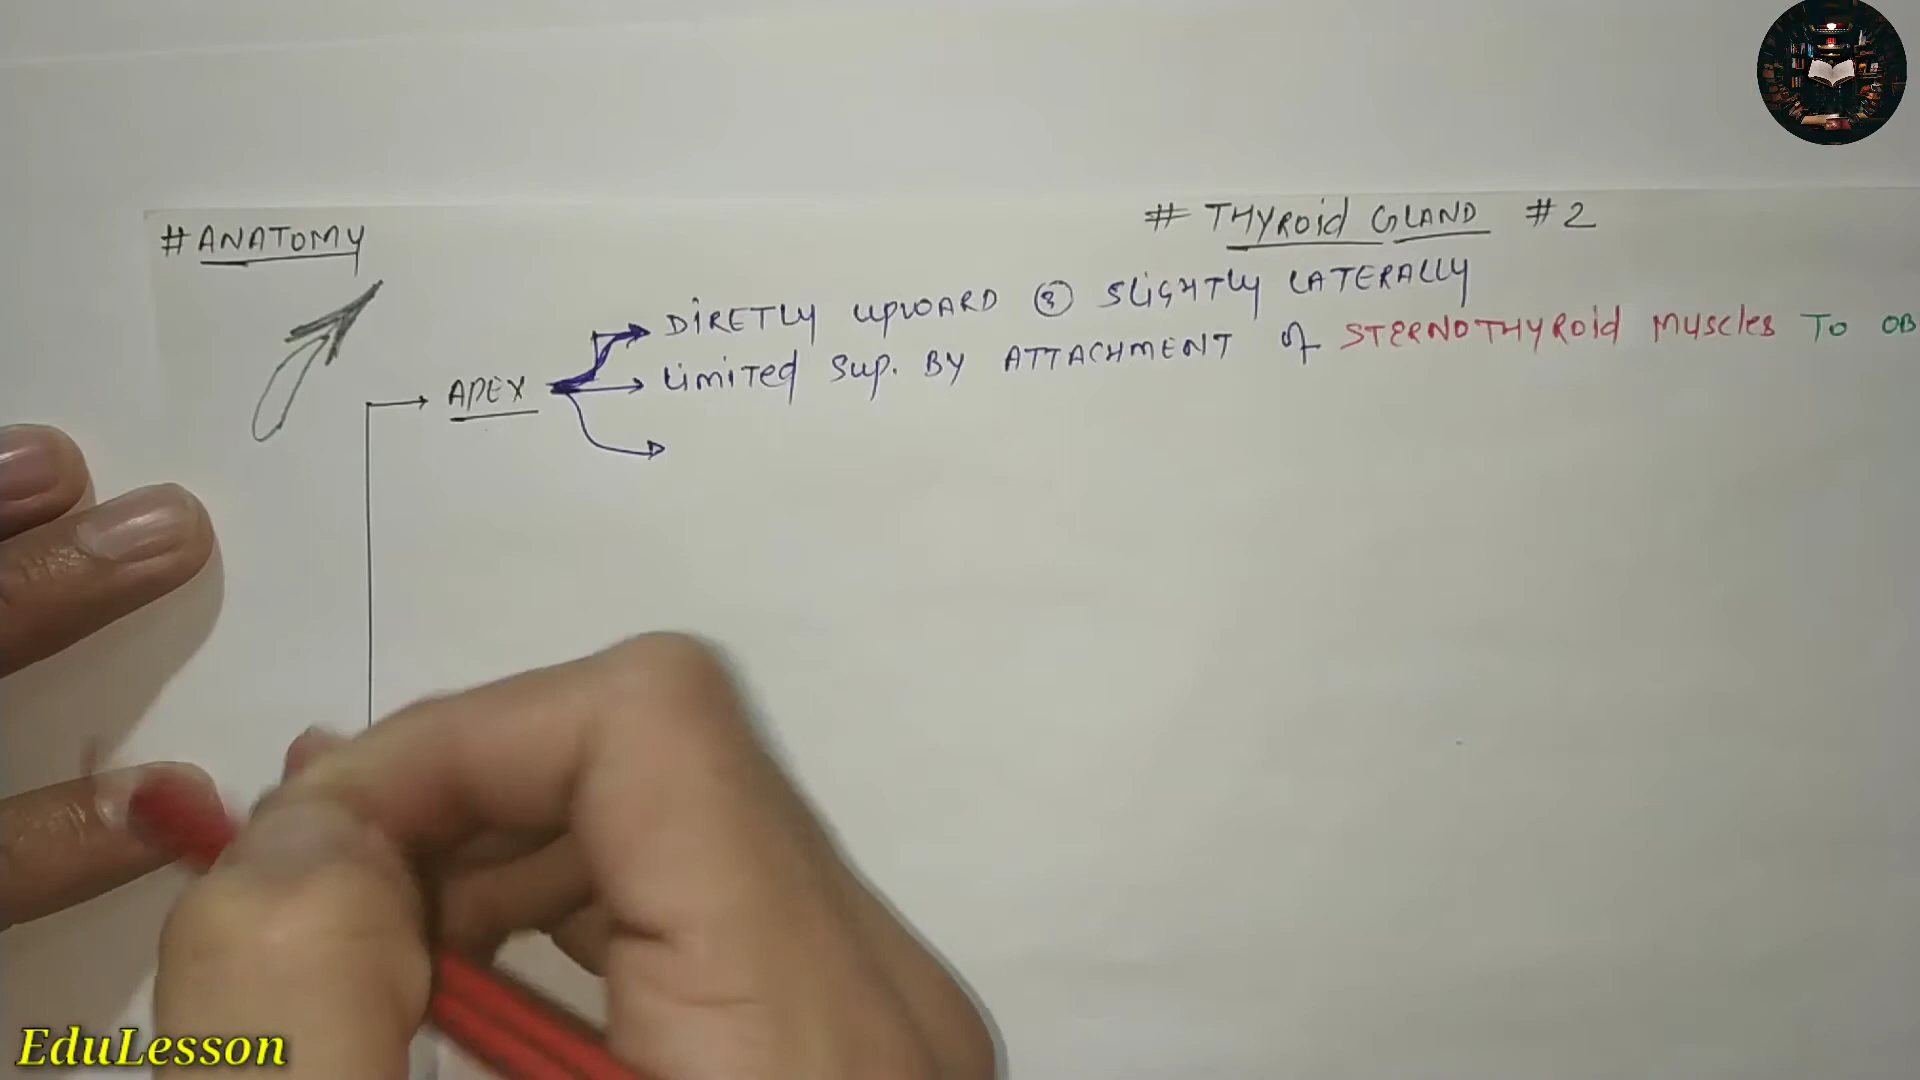 #ANATOMY
# THYROid GLAND #2
DiRETLy upWARD & SLiGHTLy LATERALLy
LimiTed Sup. By ATTACHMENT of STERNOTHYROid Muscles To OB
APEX
EduLesson